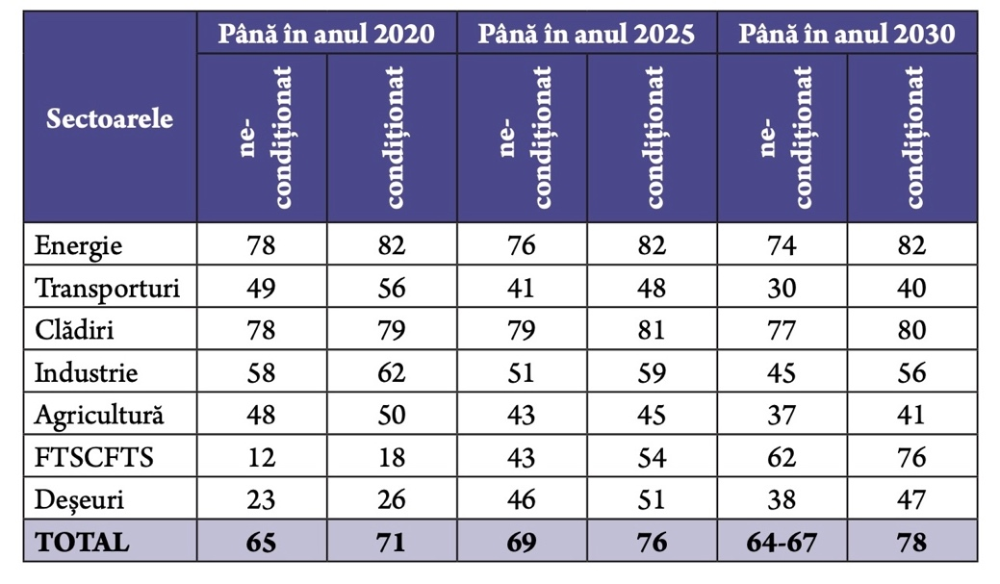 Sectoarele Până în anul 2020 Până în anul 2025 Până în anul 2030
ne-condiționat condiționat ne-condiționat condiționat ne-condiționat condiționat
Energie 78 82 76 82 74 82
Transporturi 49 56 41 48 30 40
Clădiri 78 79 79 81 77 80
Industrie 58 62 51 59 45 56
Agricultură 48 50 43 45 37 41
FTSCFTS 12 18 43 54 62 76
Deșeuri 23 26 46 51 38 47
TOTAL 65 71 69 76 64-67 78